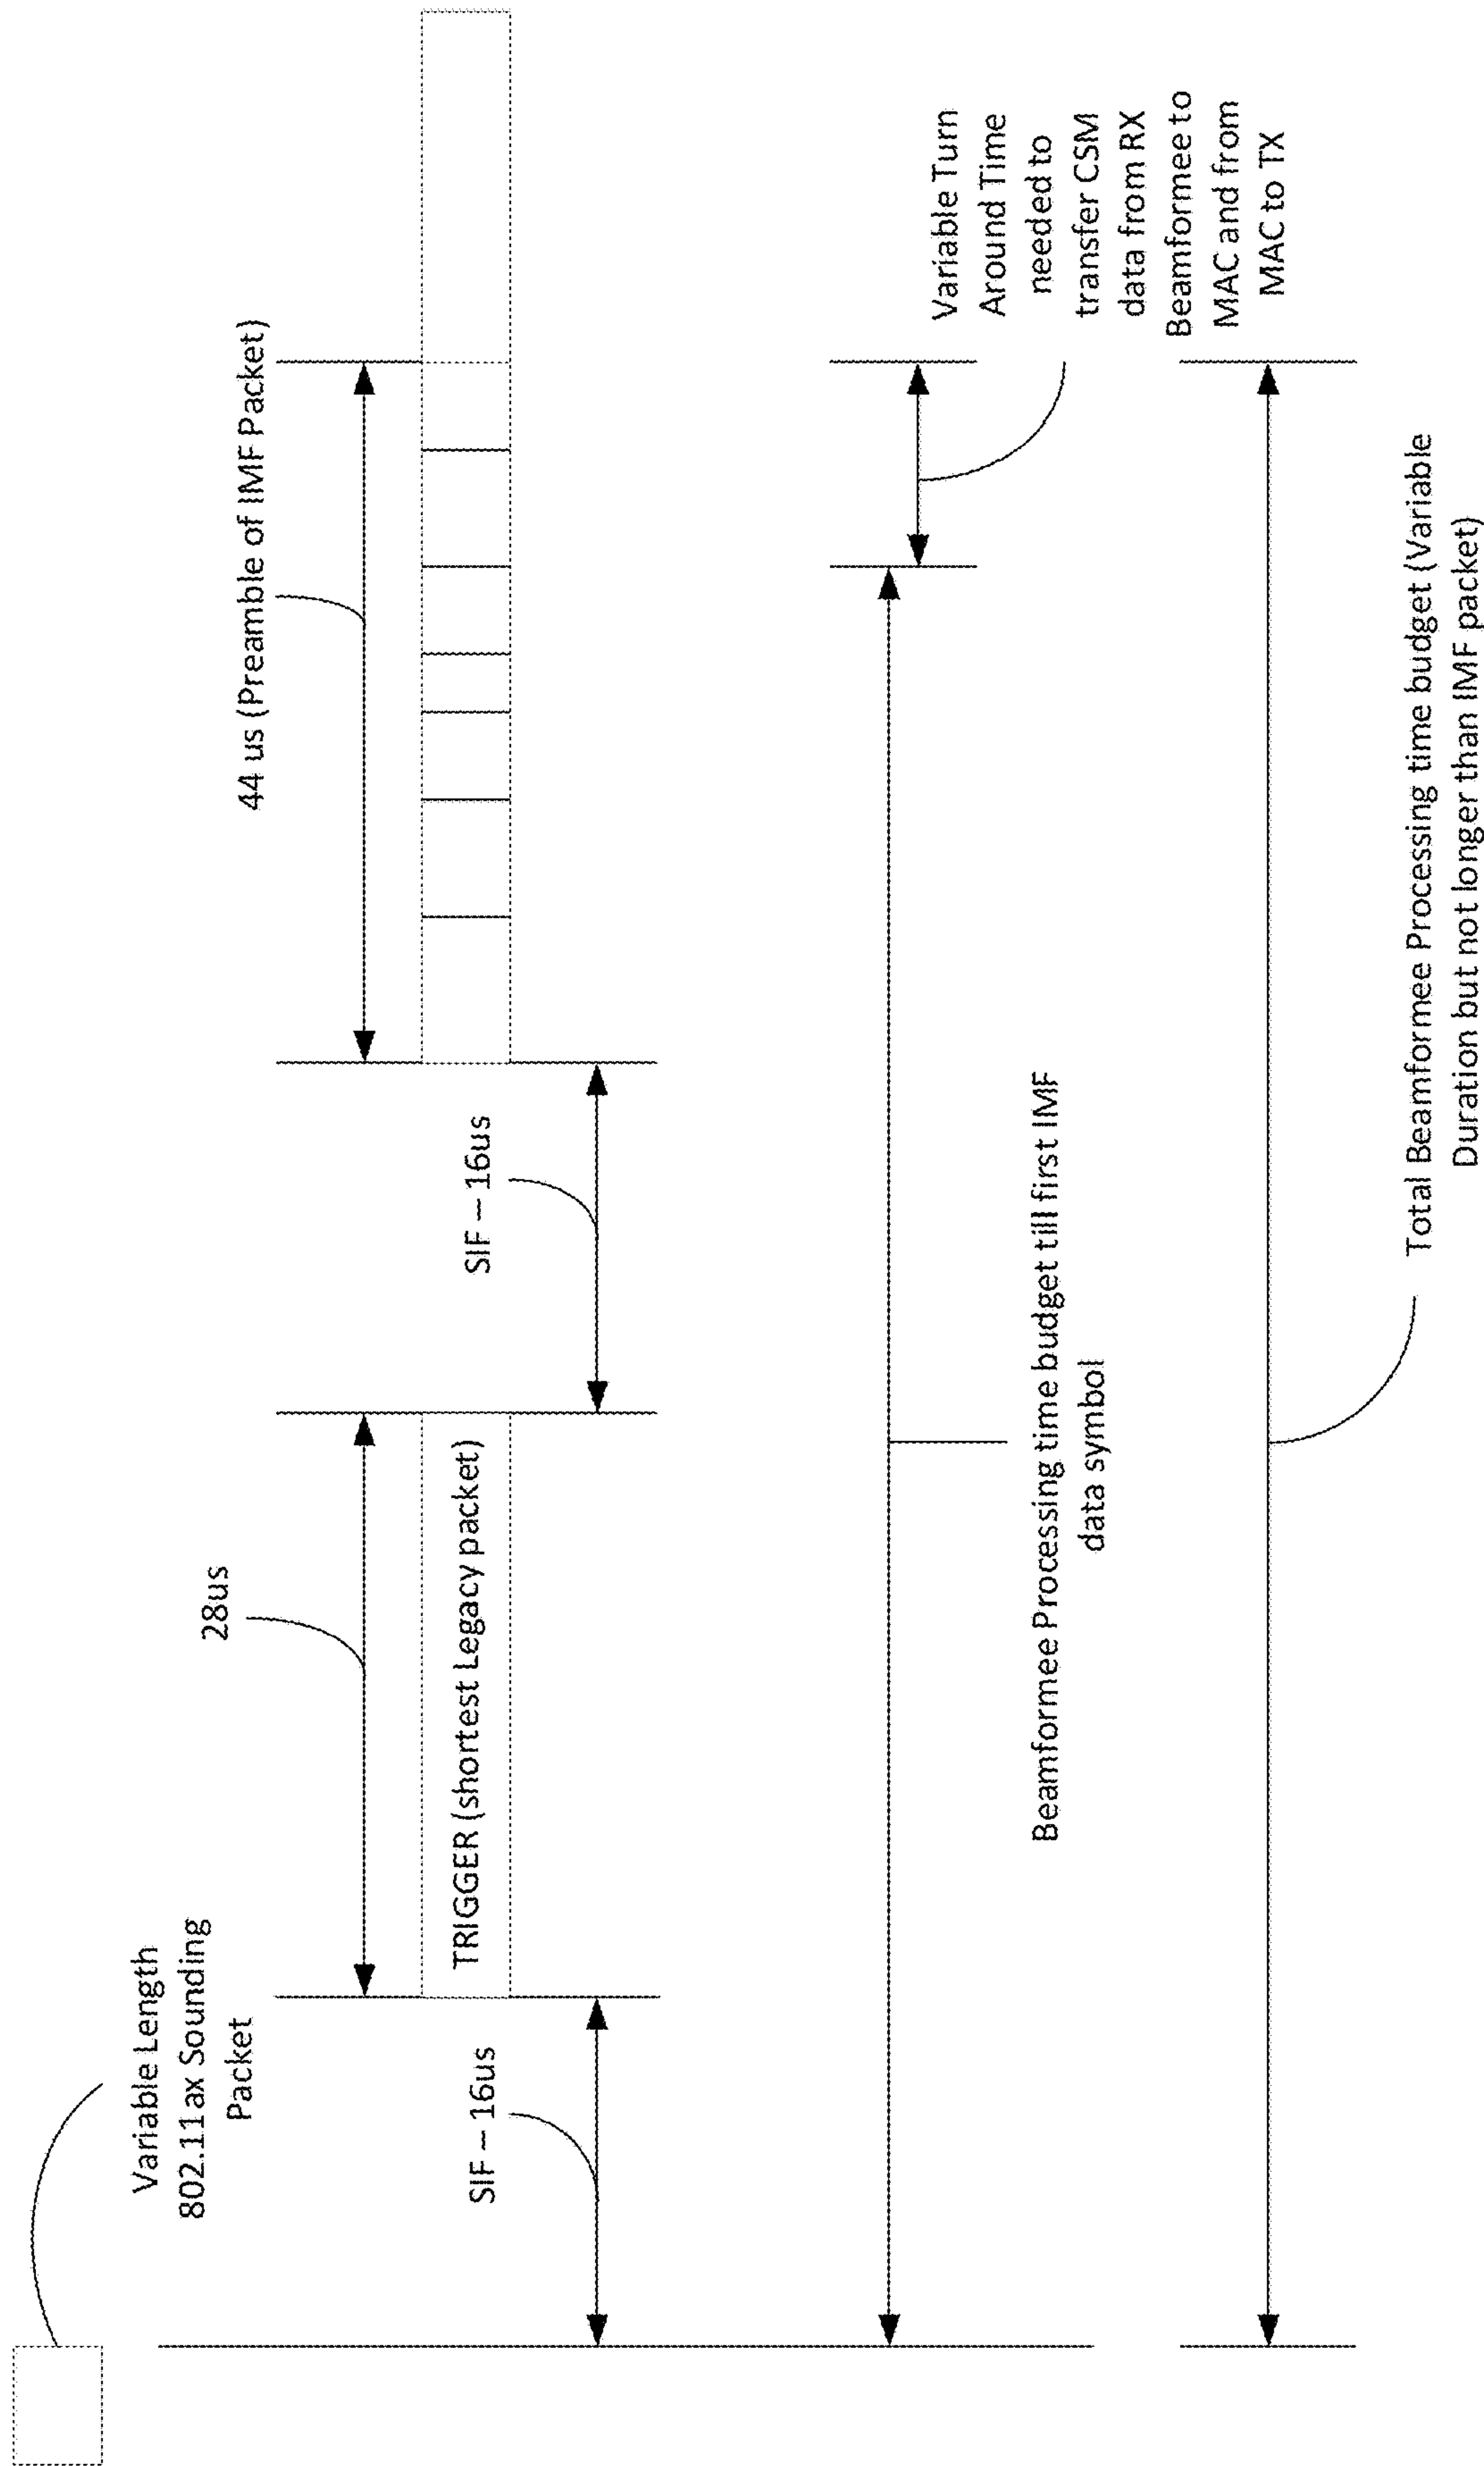 Variable Length
802.11ax Sounding
Packet
28us
44 us (Preamble of IMF Packet)
TRIGGER (shortest Legacy packet)
SIF – 16us
SIF – 16us
Variable Turn
Around Time
needed to
transfer CSM
data from RX
Beamformee to
MAC and from
MAC to TX
Beamformee Processing time budget till first IMF
data symbol
Total Beamformee Processing time budget (Variable
Duration but not longer than IMF packet)